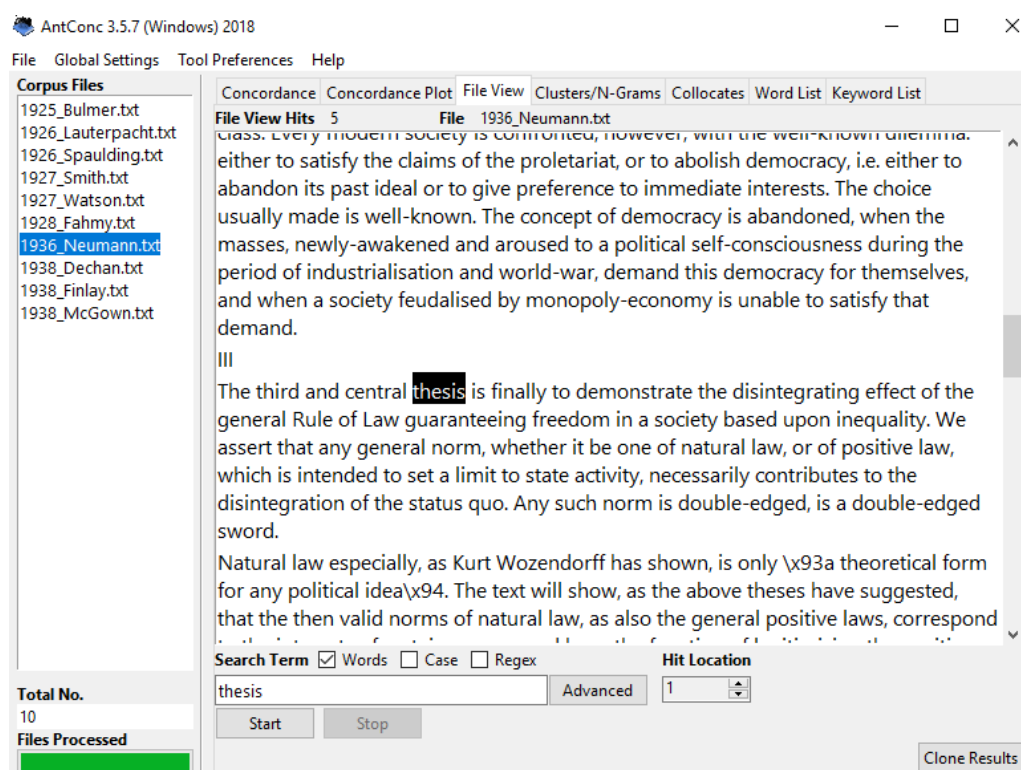 AntConc 3.5.7 (Windows) 2018
File Global Settings Tool Preferences Help
Corpus Files
1925_Bulmer.txt
1926_Lauterpacht.txt
1926_Spaulding.txt
1927_Smith.txt
1927_Watson.txt
1928_Fahmy.txt
1936_Neumann.txt
1938_Dechan.txt
1938_Finlay.txt
1938_McGown.txt
Total No.
10
Files Processed
Concordance Concordance Plot File View Clusters/N-Grams Collocates Word List Keyword List
File View Hits 5 File 1936_Neumann.txt
class. Every modern society is confronted, however, with the well-known dilemma:
either to satisfy the claims of the proletariat, or to abolish democracy, i.e. either to
abandon its past ideal or to give preference to immediate interests. The choice
usually made is well-known. The concept of democracy is abandoned, when the
masses, newly-awakened and aroused to a political self-consciousness during the
period of industrialisation and world-war, demand this democracy for themselves,
and when a society feudalised by monopoly-economy is unable to satisfy that
demand.
III
The third and central thesis is finally to demonstrate the disintegrating effect of the
general Rule of Law guaranteeing freedom in a society based upon inequality. We
assert that any general norm, whether it be one of natural law, or of positive law,
which is intended to set a limit to state activity, necessarily contributes to the
disintegration of the status quo. Any such norm is double-edged, is a double-edged
sword.
Natural law especially, as Kurt Wozendorff has shown, is only \x93a theoretical form
for any political idea\x94. The text will show, as the above theses have suggested,
that the then valid norms of natural law, as also the general positive laws, correspond
Search Term Words Case Regex Hit Location
thesis Advanced 1
Start Stop
Clone Results